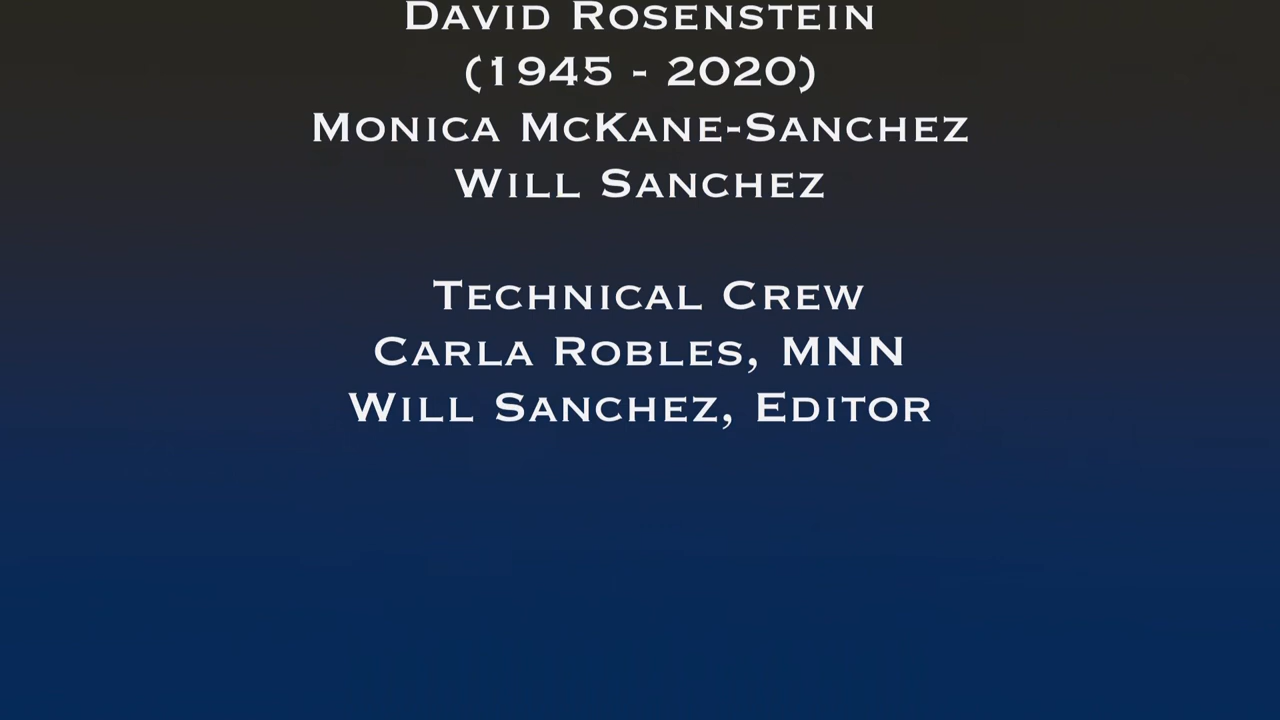 David Rosenstein
(1945 - 2020)
Monica McKane-Sanchez
Will Sanchez
Technical Crew
Carla Robles, MNN
Will Sanchez, Editor